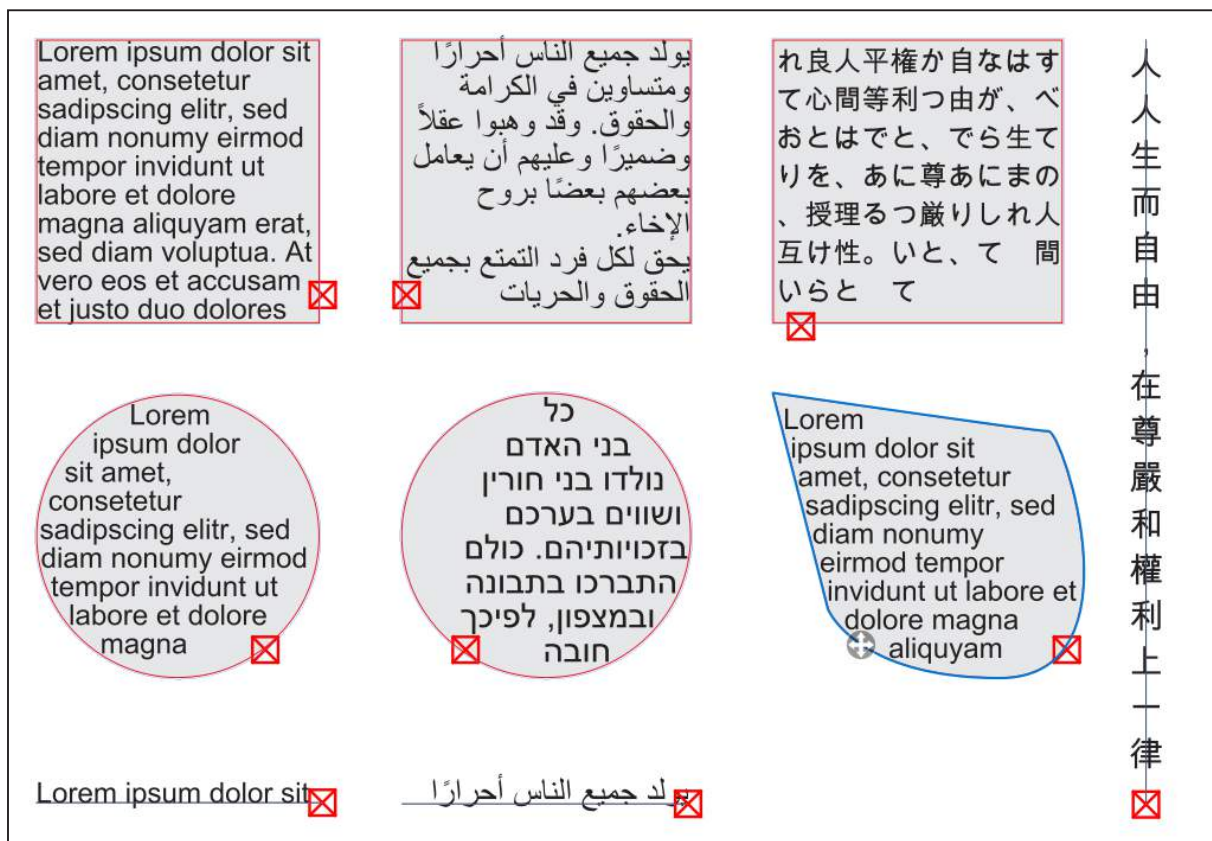 Lorem ipsum dolor sit
amet, consetetur
sadipscing elitr, sed
diam nonumy eirmod
tempor invidunt ut
labore et dolore
magna aliquyam erat,
sed diam voluptua. At
vero eos et accusam
et justo duo dolores
يولد جميع الناس أحرارًا
ومتساوين في الكرامة
والحقوق. وقد وهبوا عقلاً
وضميرًا وعليهم أن يعامل
بعضهم بعضًا بروح
الإخاء.
يحق لكل فرد التمتع بجميع
الحقوق والحريات
すべての人間
は、生まれ
ながらにして
自由であり、
かつ、尊厳と
権利とについて
平等である。
人間は、理性と
良心とを授けら
れており、互い
人人生而自由,在尊嚴和權利上一律
Lorem
ipsum dolor
sit amet,
consetetur
sadipscing elitr, sed
diam nonumy eirmod
tempor invidunt ut
labore et dolore
magna
כל
בני האדם
נולדו בני חורין
ושווים בערכם
בזכויותיהם. כולם
התברכו בתבונה
ובמצפון, לפיכך
חובה
Lorem
ipsum dolor sit
amet, consetetur
sadipscing elitr, sed
diam nonumy
eirmod tempor
invidunt ut labore et
dolore magna
aliquyam
Lorem ipsum dolor sit
يولد جميع الناس أحرارًا